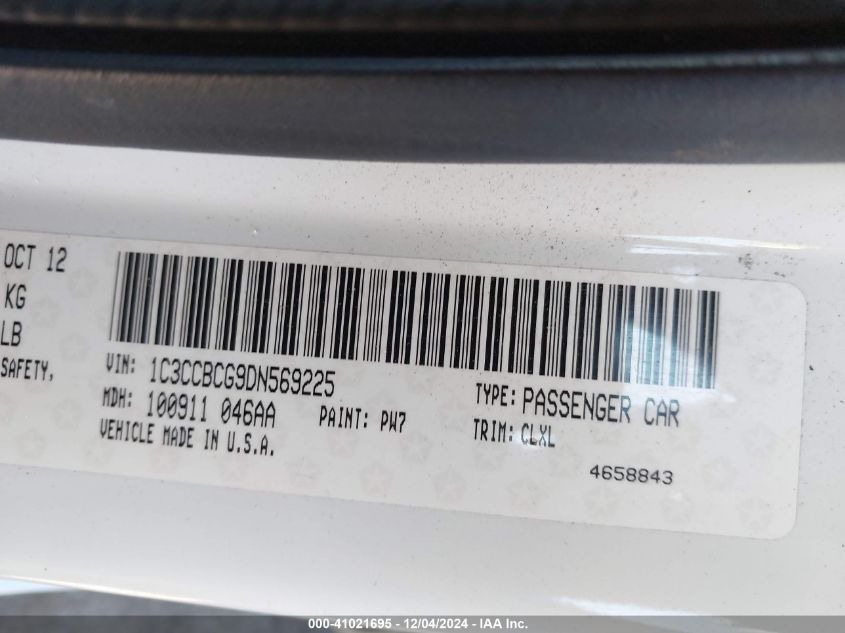 OCT 12
KG
LB
SAFETY,
VIN: 1C3CCBCG9DN569225
MDH: 100911 046AA
PAINT: PW7
VEHICLE MADE IN U.S.A.
TYPE: PASSENGER CAR
TRIM: CLXL
4658843
000-41021695 - 12/04/2024 - IAA Inc.